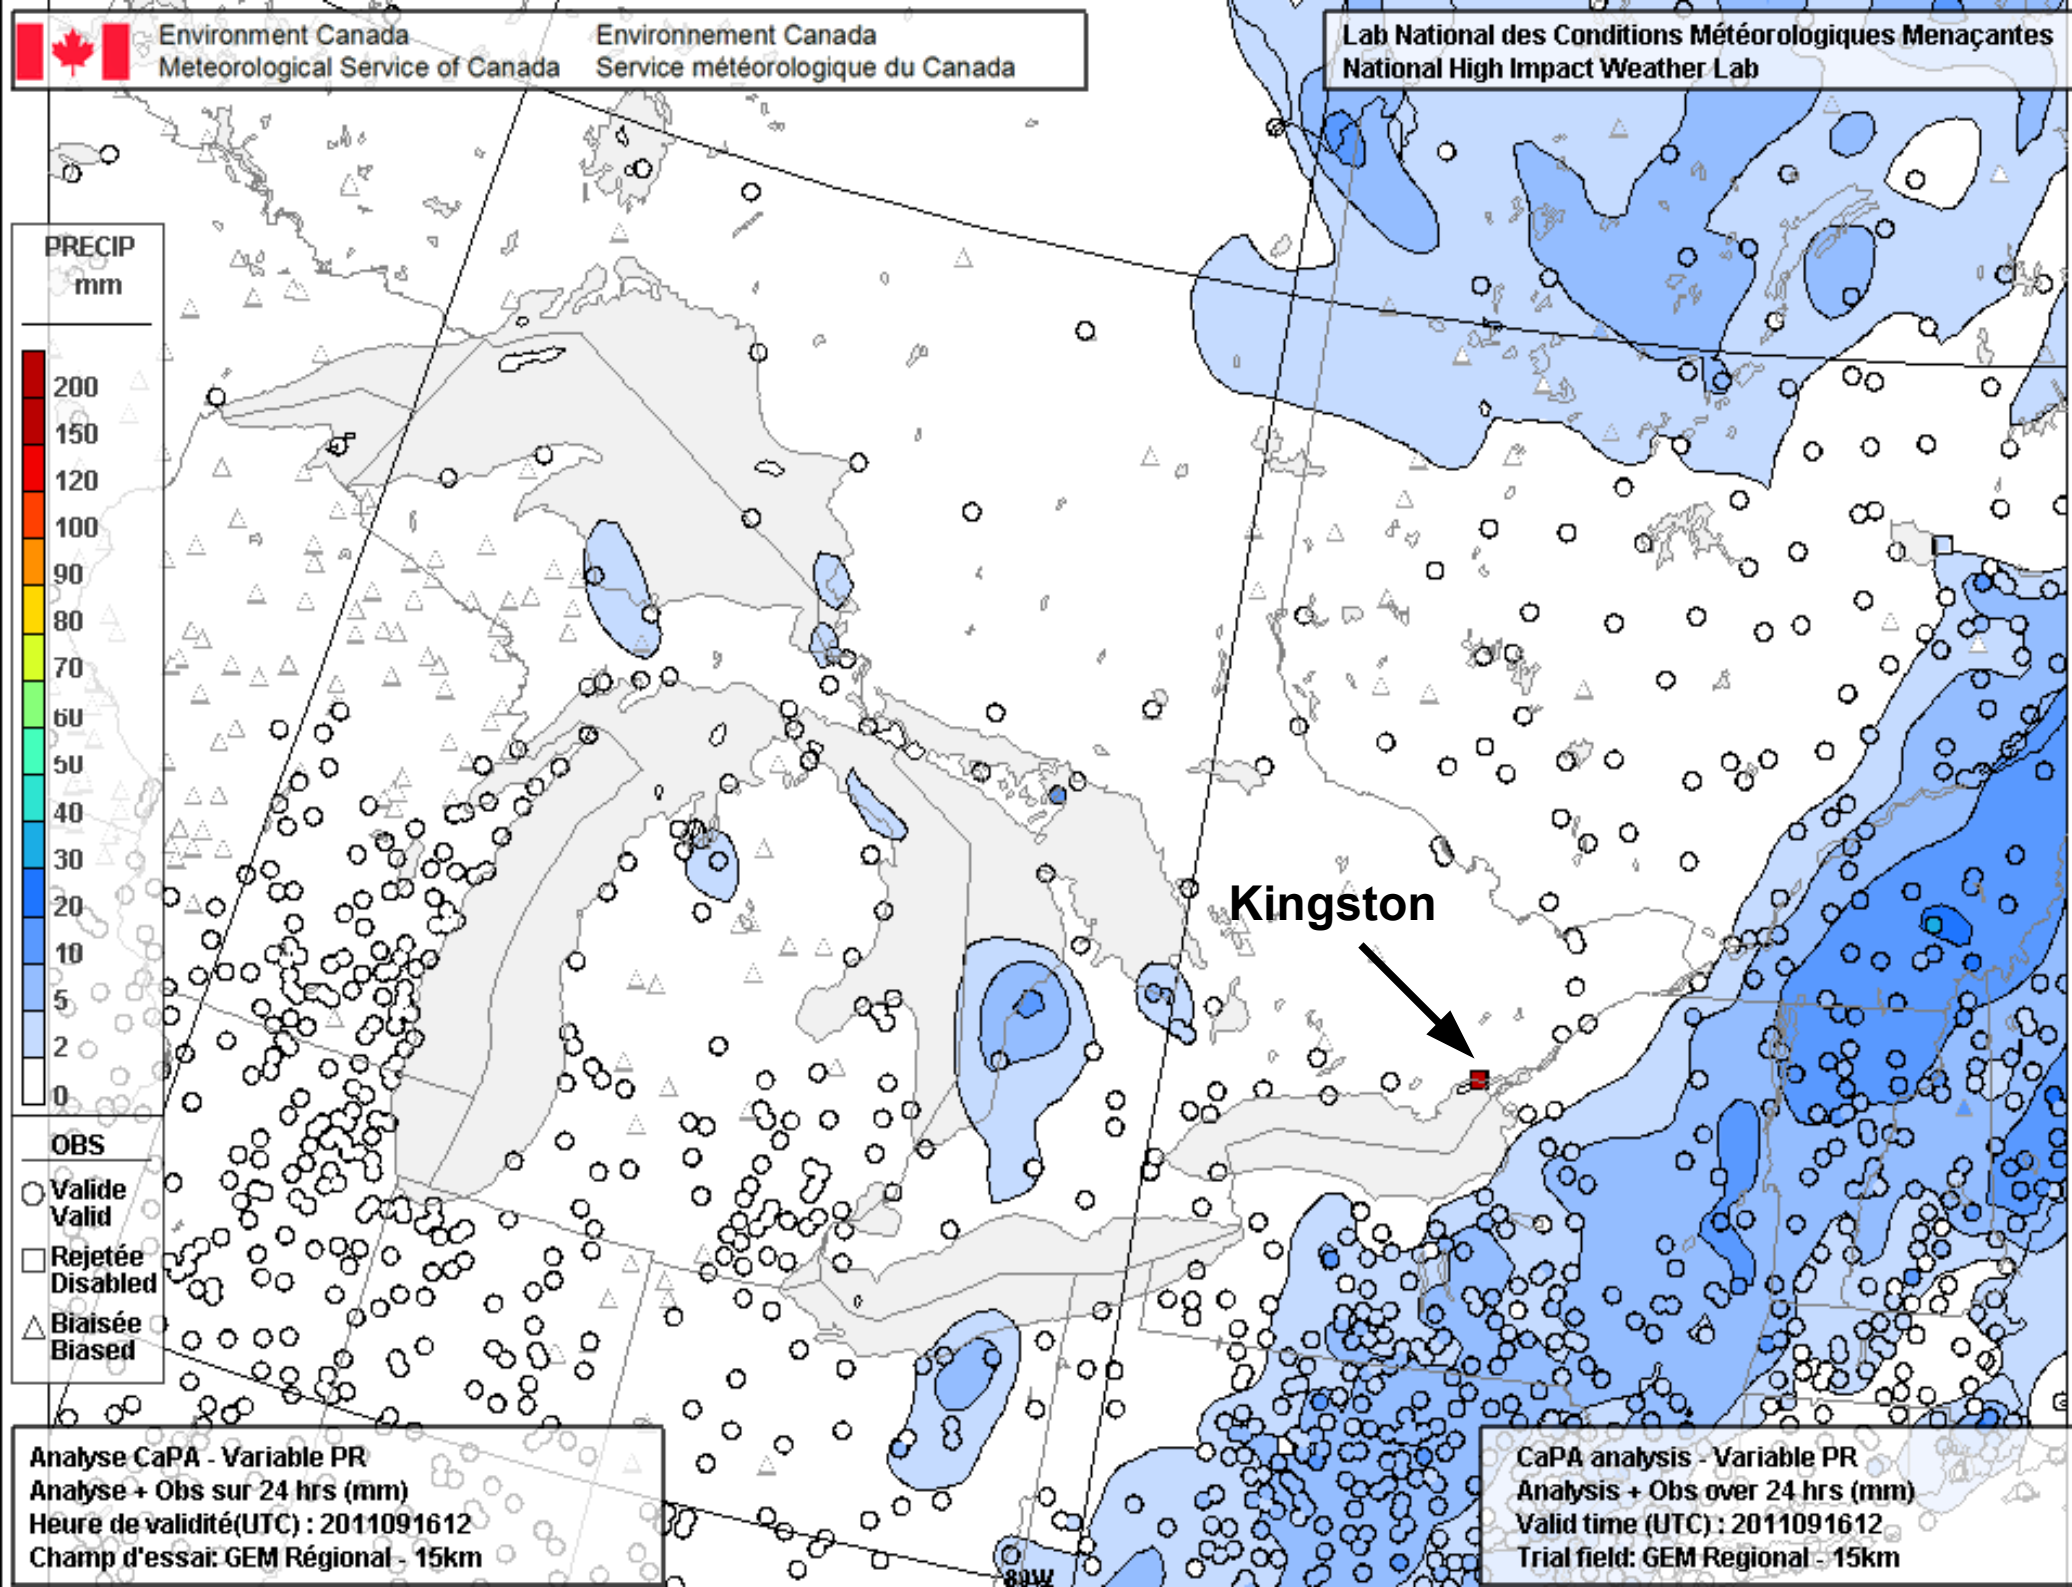 Environment Canada
Meteorological Service of Canada
Environnement Canada
Service météorologique du Canada
Lab National des Conditions Météorologiques Menaçantes
National High Impact Weather Lab
PRECIP
mm
200
150
120
100
90
80
70
60
50
40
30
20
10
5
2
0
OBS
Valide
Valid
Rejetée
Disabled
Biaisée
Biased
Kingston
Analyse CaPA - Variable PR
Analyse + Obs sur 24 hrs (mm)
Heure de validité(UTC) : 2011091612
Champ d'essai: GEM Régional - 15km
80W
CaPA analysis - Variable PR
Analysis + Obs over 24 hrs (mm)
Valid time (UTC) : 2011091612
Trial field: GEM Regional - 15km